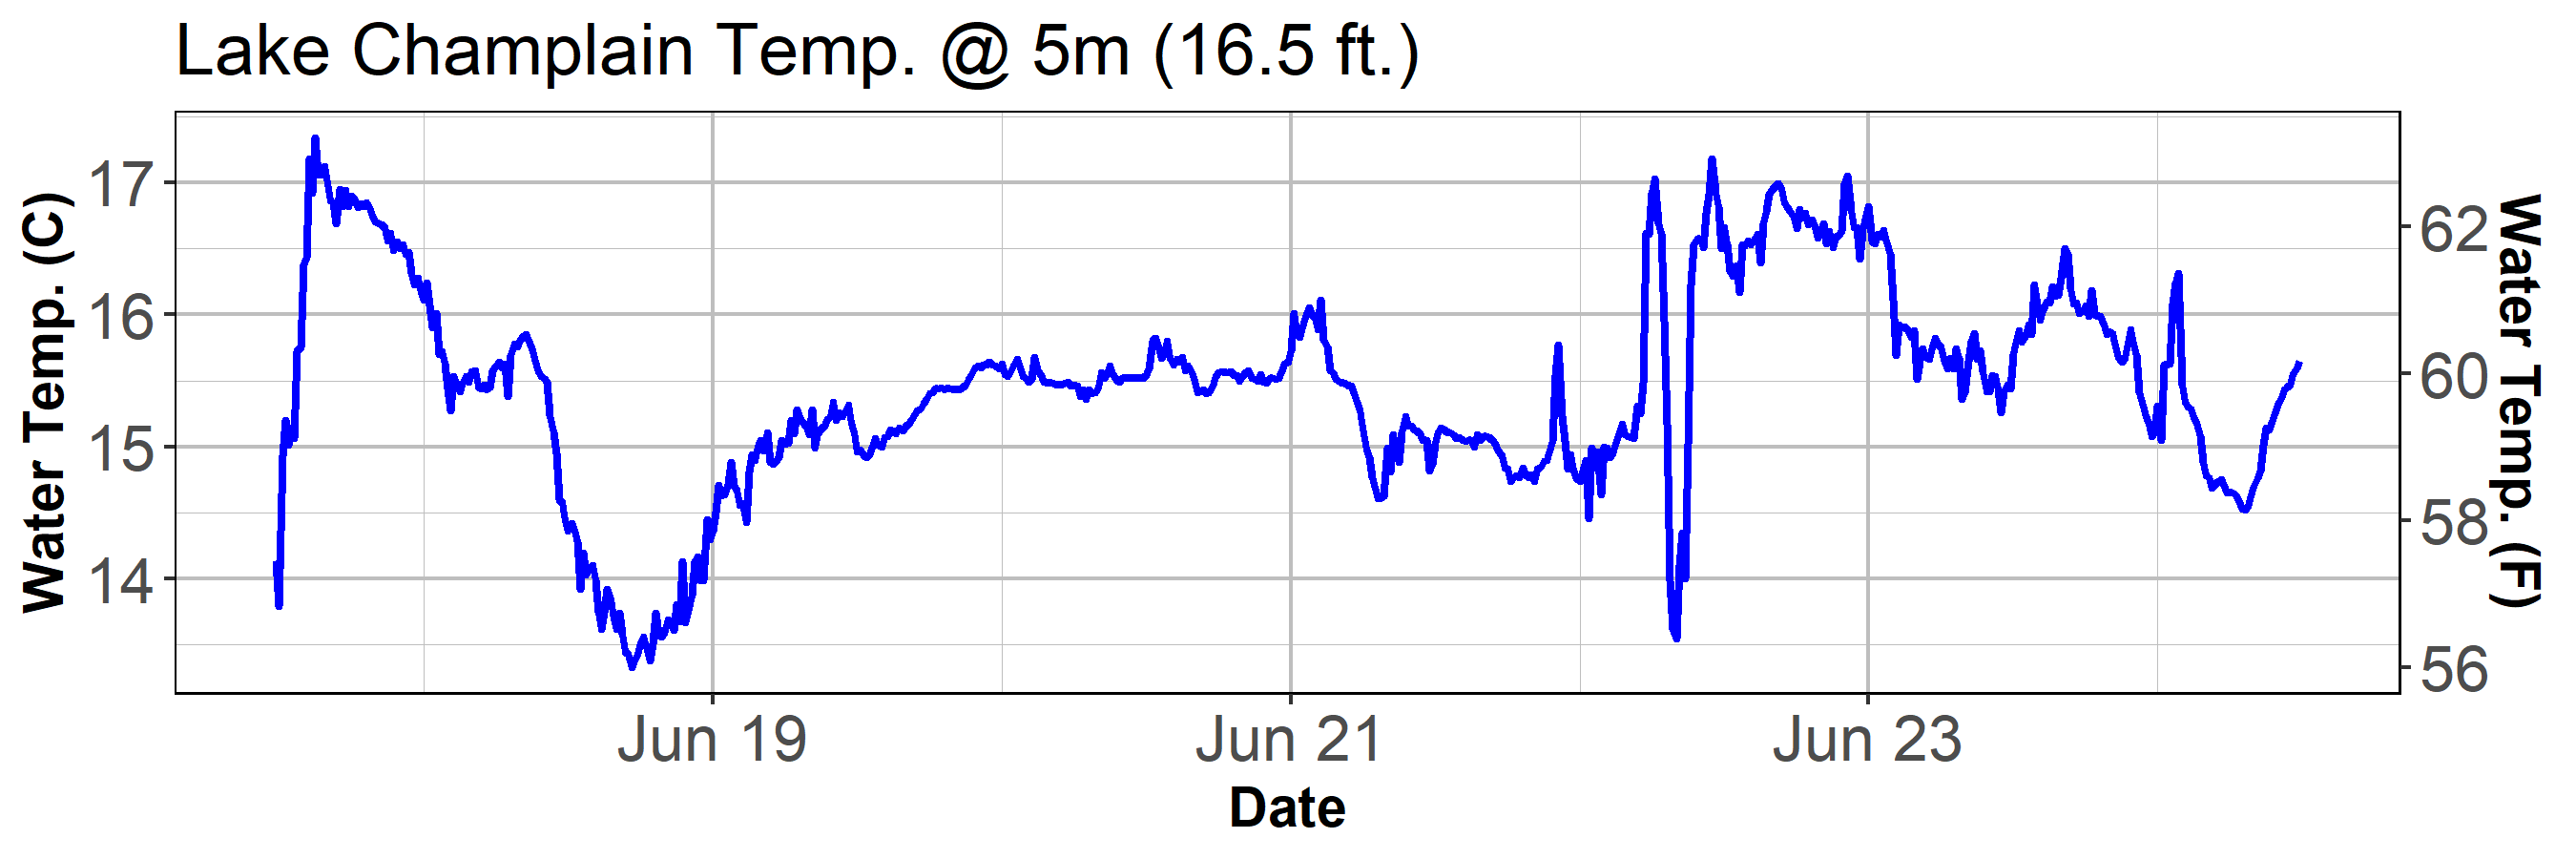 Lake Champlain Temp. @ 5m (16.5 ft.)
Water Temp. (C)
17
16
15
14
62
60
58
56
Water Temp. (F)
Jun 19 Jun 21 Jun 23
Date